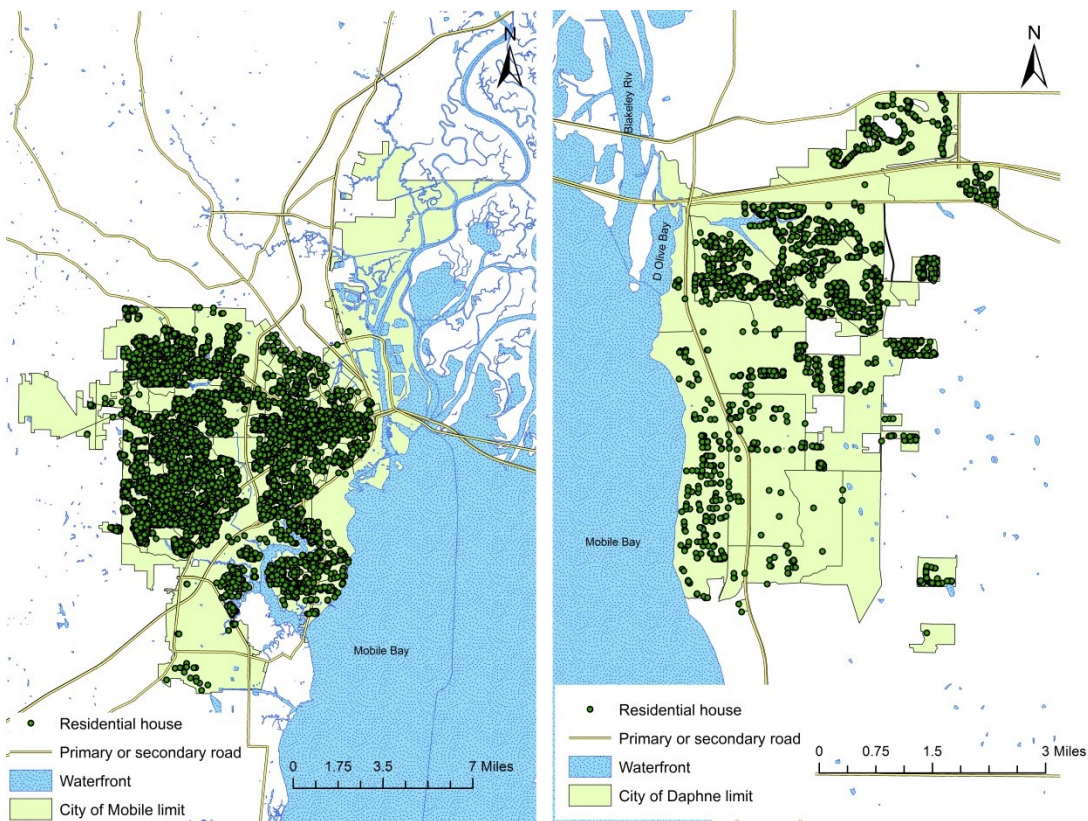 N
Mobile Bay
Residential house
Primary or secondary road
Waterfront
City of Mobile limit
0 1.75 3.5 7 Miles
N
Blakeley Riv
D Olive Bay
Mobile Bay
Residential house
Primary or secondary road
Waterfront
City of Daphne limit
0 0.75 1.5 3 Miles